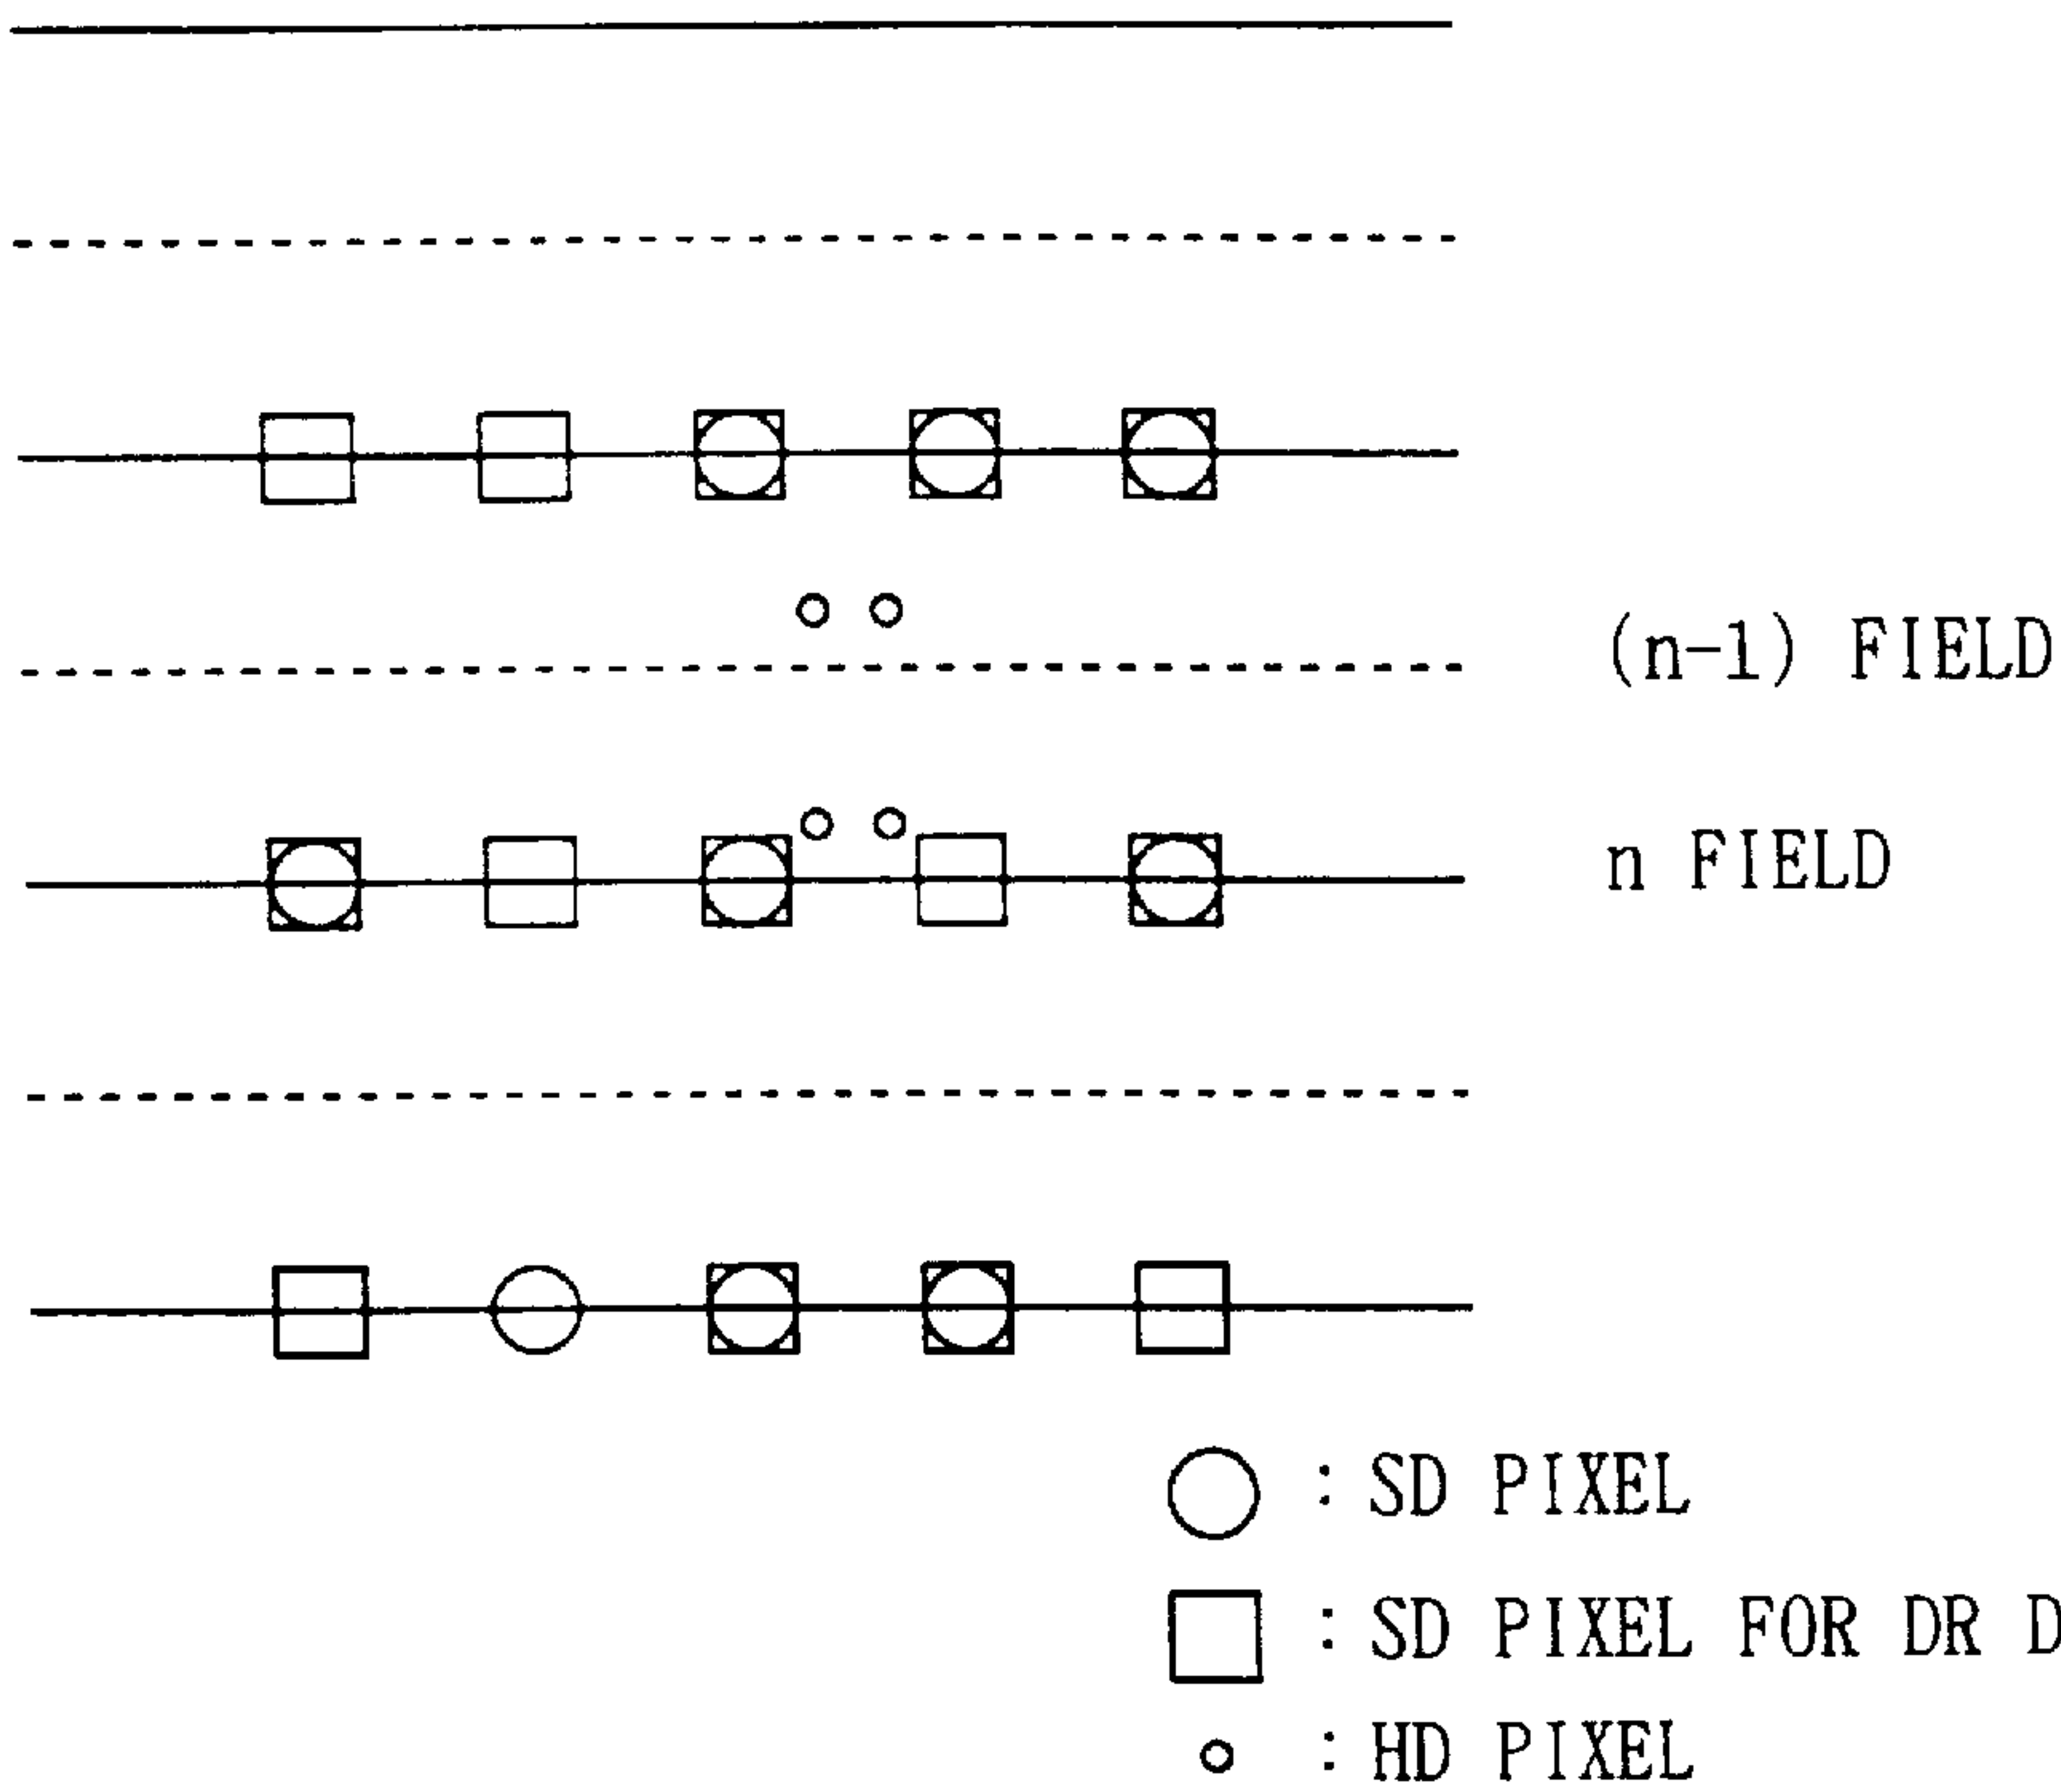 (n-1) FIELD
n FIELD
: SD PIXEL
: SD PIXEL FOR DR D
: HD PIXEL